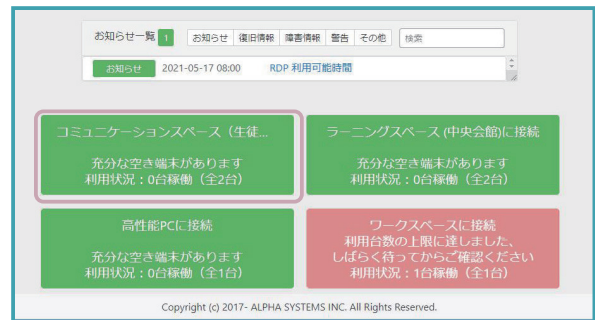 お知らせ一覧 1 お知らせ 復旧情報 障害情報 警告 その他 検索
お知らせ 2021-05-17 08:00 RDP 利用可能時間
コミュニケーションスペース（生徒...
充分な空き端末があります
利用状況：0台稼働（全2台）
ラーニングスペース (中央会館)に接続
充分な空き端末があります
利用状況：0台稼働（全2台）
高性能PCに接続
充分な空き端末があります
利用状況：0台稼働（全1台）
ワークスペースに接続
利用台数の上限に達しました、
しばらく待ってからご確認ください
利用状況：1台稼働（全1台）
Copyright (c) 2017- ALPHA SYSTEMS INC. All Rights Reserved.